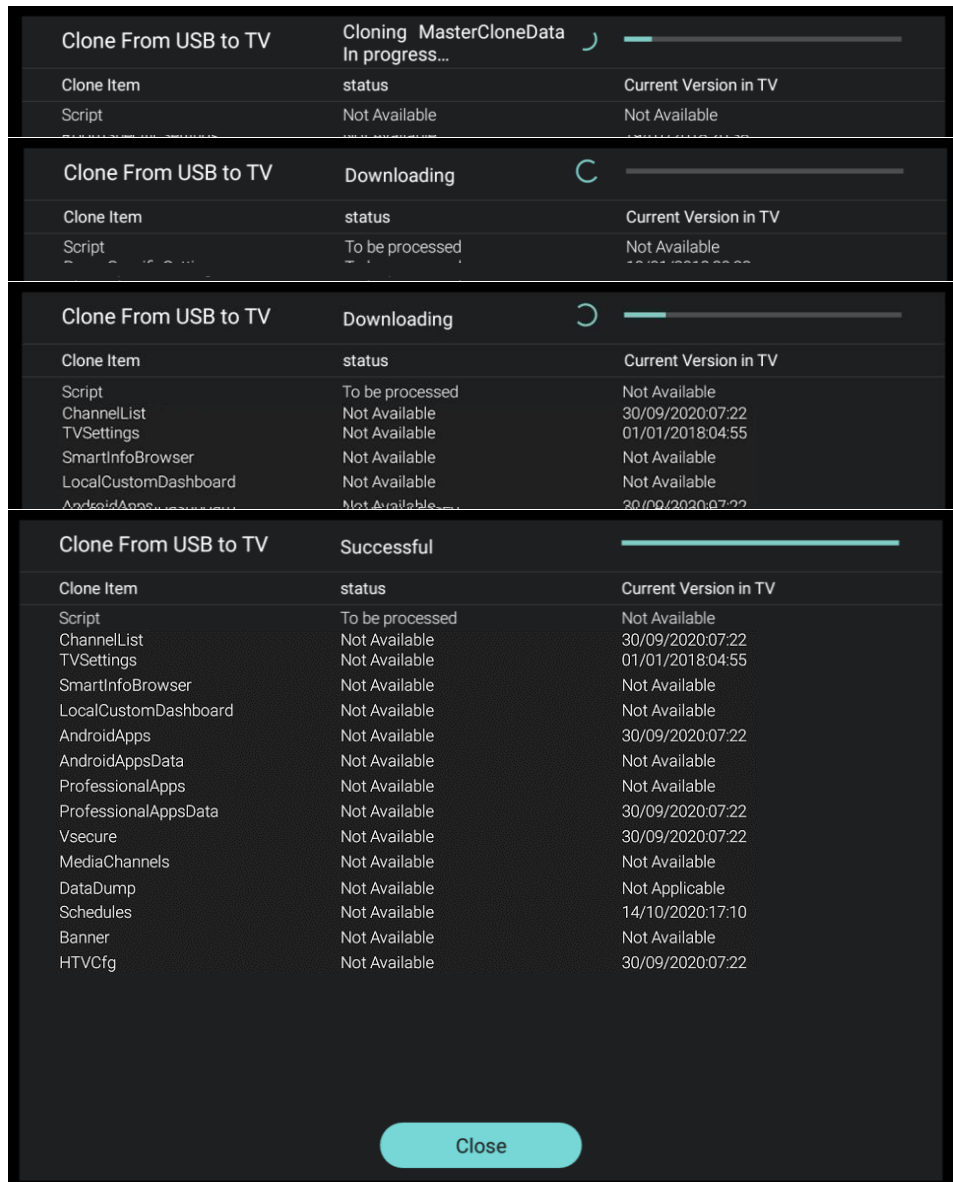 Clone From USB to TV Cloning MasterCloneData
In progress...
Clone Item status Current Version in TV
Script Not Available Not Available
Clone From USB to TV Downloading
Clone Item status Current Version in TV
Script To be processed Not Available
Clone From USB to TV Downloading
Clone Item status Current Version in TV
Script To be processed Not Available
ChannelList Not Available 30/09/2020:07:22
TVSettings Not Available 01/01/2018:04:55
SmartInfoBrowser Not Available Not Available
LocalCustomDashboard Not Available Not Available
Clone From USB to TV Successful
Clone Item status Current Version in TV
Script To be processed Not Available
ChannelList Not Available 30/09/2020:07:22
TVSettings Not Available 01/01/2018:04:55
SmartInfoBrowser Not Available Not Available
LocalCustomDashboard Not Available Not Available
AndroidApps Not Available 30/09/2020:07:22
AndroidAppsData Not Available Not Available
ProfessionalApps Not Available Not Available
ProfessionalAppsData Not Available 30/09/2020:07:22
Vsecure Not Available 30/09/2020:07:22
MediaChannels Not Available Not Available
DataDump Not Available Not Applicable
Schedules Not Available 14/10/2020:17:10
Banner Not Available Not Available
HTVCfg Not Available 30/09/2020:07:22
Close